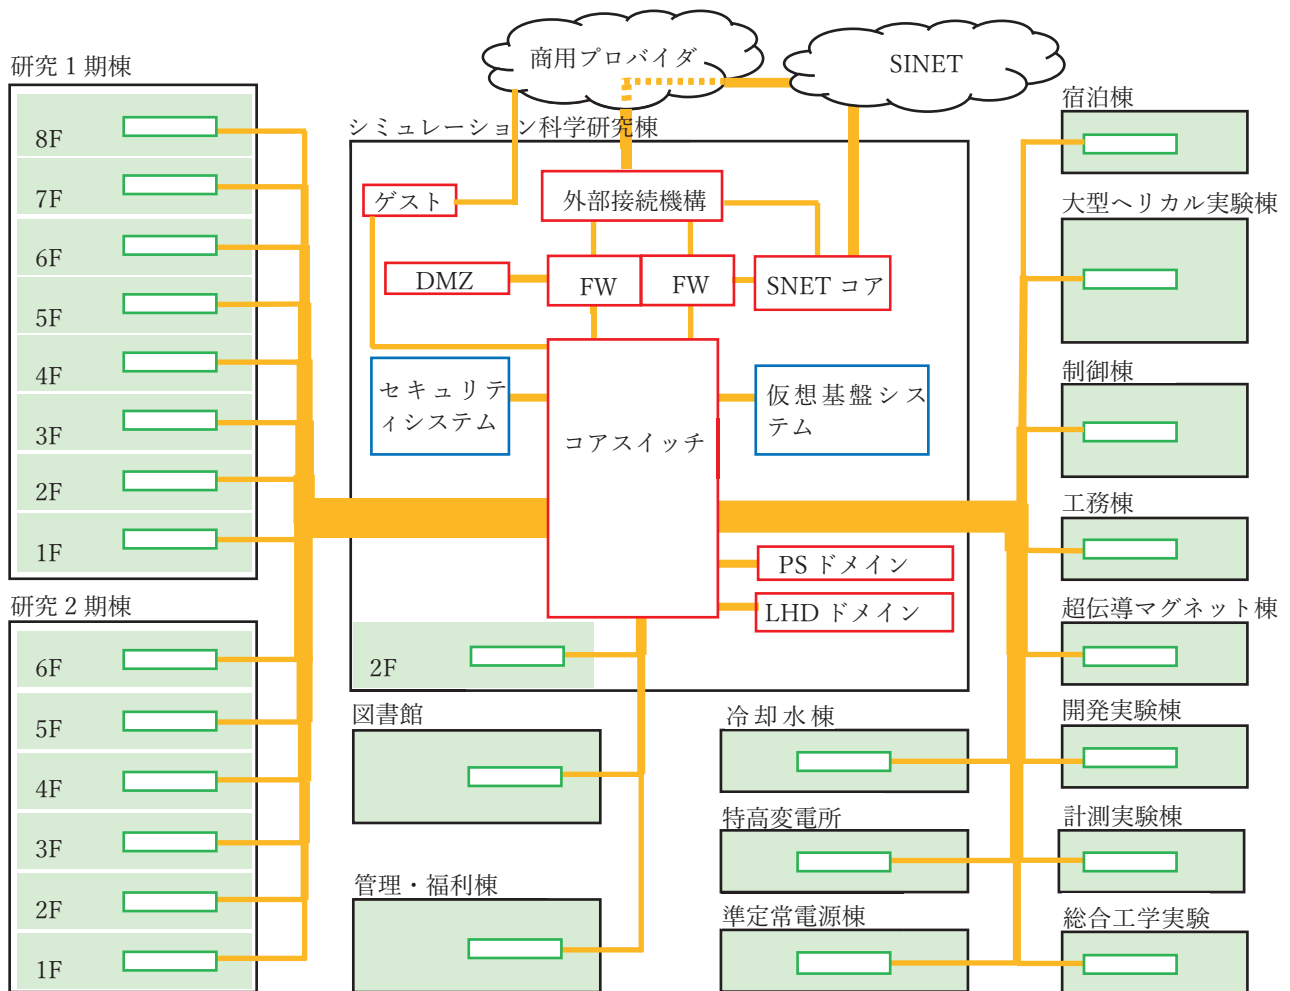 商用プロバイダ
SINET
研究 1 期棟
8F
7F
6F
5F
4F
3F
2F
1F
研究 2 期棟
6F
5F
4F
3F
2F
1F
シミュレーション科学研究棟
ゲスト
外部接続機構
DMZ
FW
FW
SNET コア
セキュリテ
ィシステム
コアスイッチ
仮想基盤シス
テム
PS ドメイン
LHD ドメイン
2F
図書館
管理・福利棟
冷却水棟
特高変電所
準定常電源棟
宿泊棟
大型ヘリカル実験棟
制御棟
工務棟
超伝導マグネット棟
開発実験棟
計測実験棟
総合工学実験